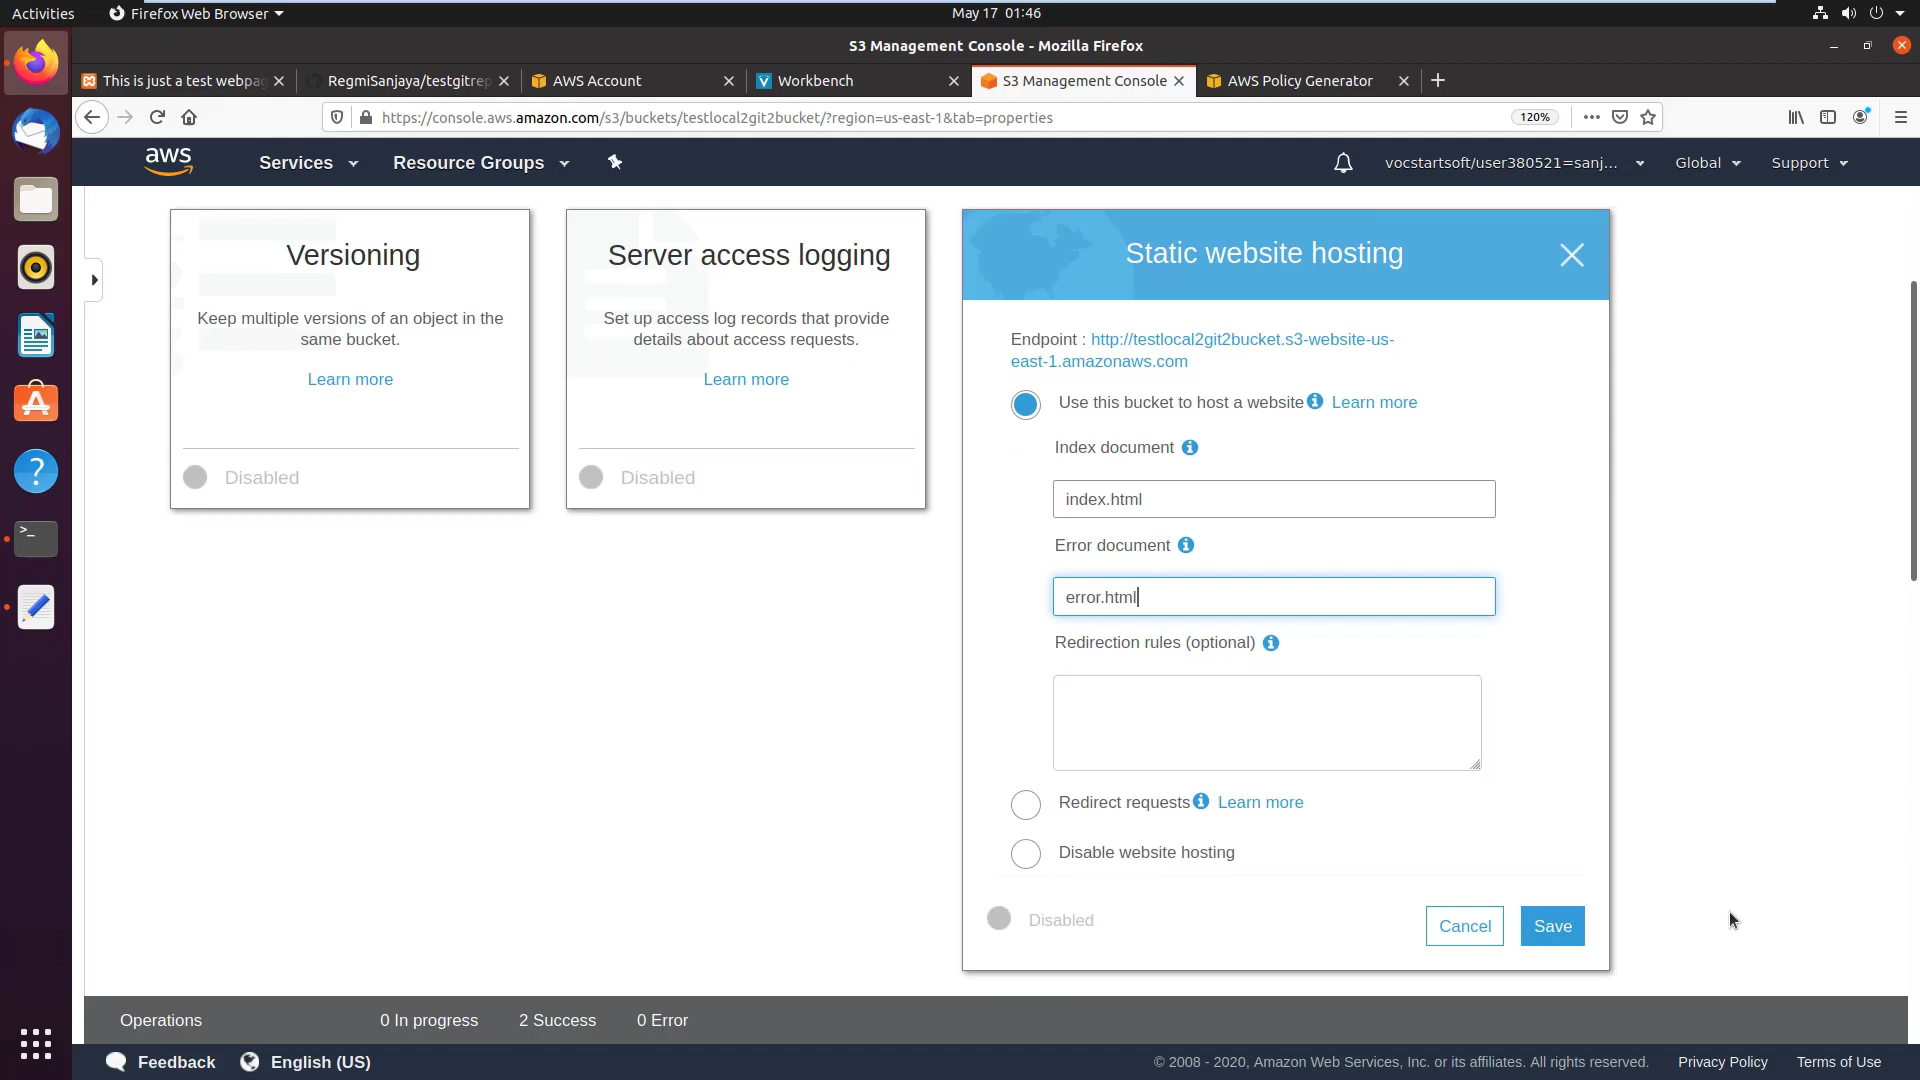 Activities
Firefox Web Browser
May 17 01:46
S3 Management Console - Mozilla Firefox
This is just a test webpag
RegmiSanjaya/testgitrep
AWS Account
Workbench
S3 Management Console
AWS Policy Generator
https://console.aws.amazon.com/s3/buckets/testlocal2git2bucket/?region=us-east-1&tab=properties
120%
aws
Services
Resource Groups
vocstartsoft/user380521=sanj...
Global
Support
Versioning
Keep multiple versions of an object in the
same bucket.
Learn more
Disabled
Server access logging
Set up access log records that provide
details about access requests.
Learn more
Disabled
Static website hosting
Endpoint : http://testlocal2git2bucket.s3-website-us-
east-1.amazonaws.com
Use this bucket to host a website Learn more
Index document
index.html
Error document
error.html
Redirection rules (optional)
Redirect requests Learn more
Disable website hosting
Disabled
Cancel
Save
Operations
0 In progress
2 Success
0 Error
Feedback
English (US)
© 2008 - 2020, Amazon Web Services, Inc. or its affiliates. All rights reserved.
Privacy Policy
Terms of Use